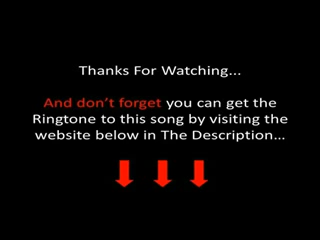 Thanks For Watching...
And don't forget you can get the
Ringtone to this song by visiting the
website below in The Description...